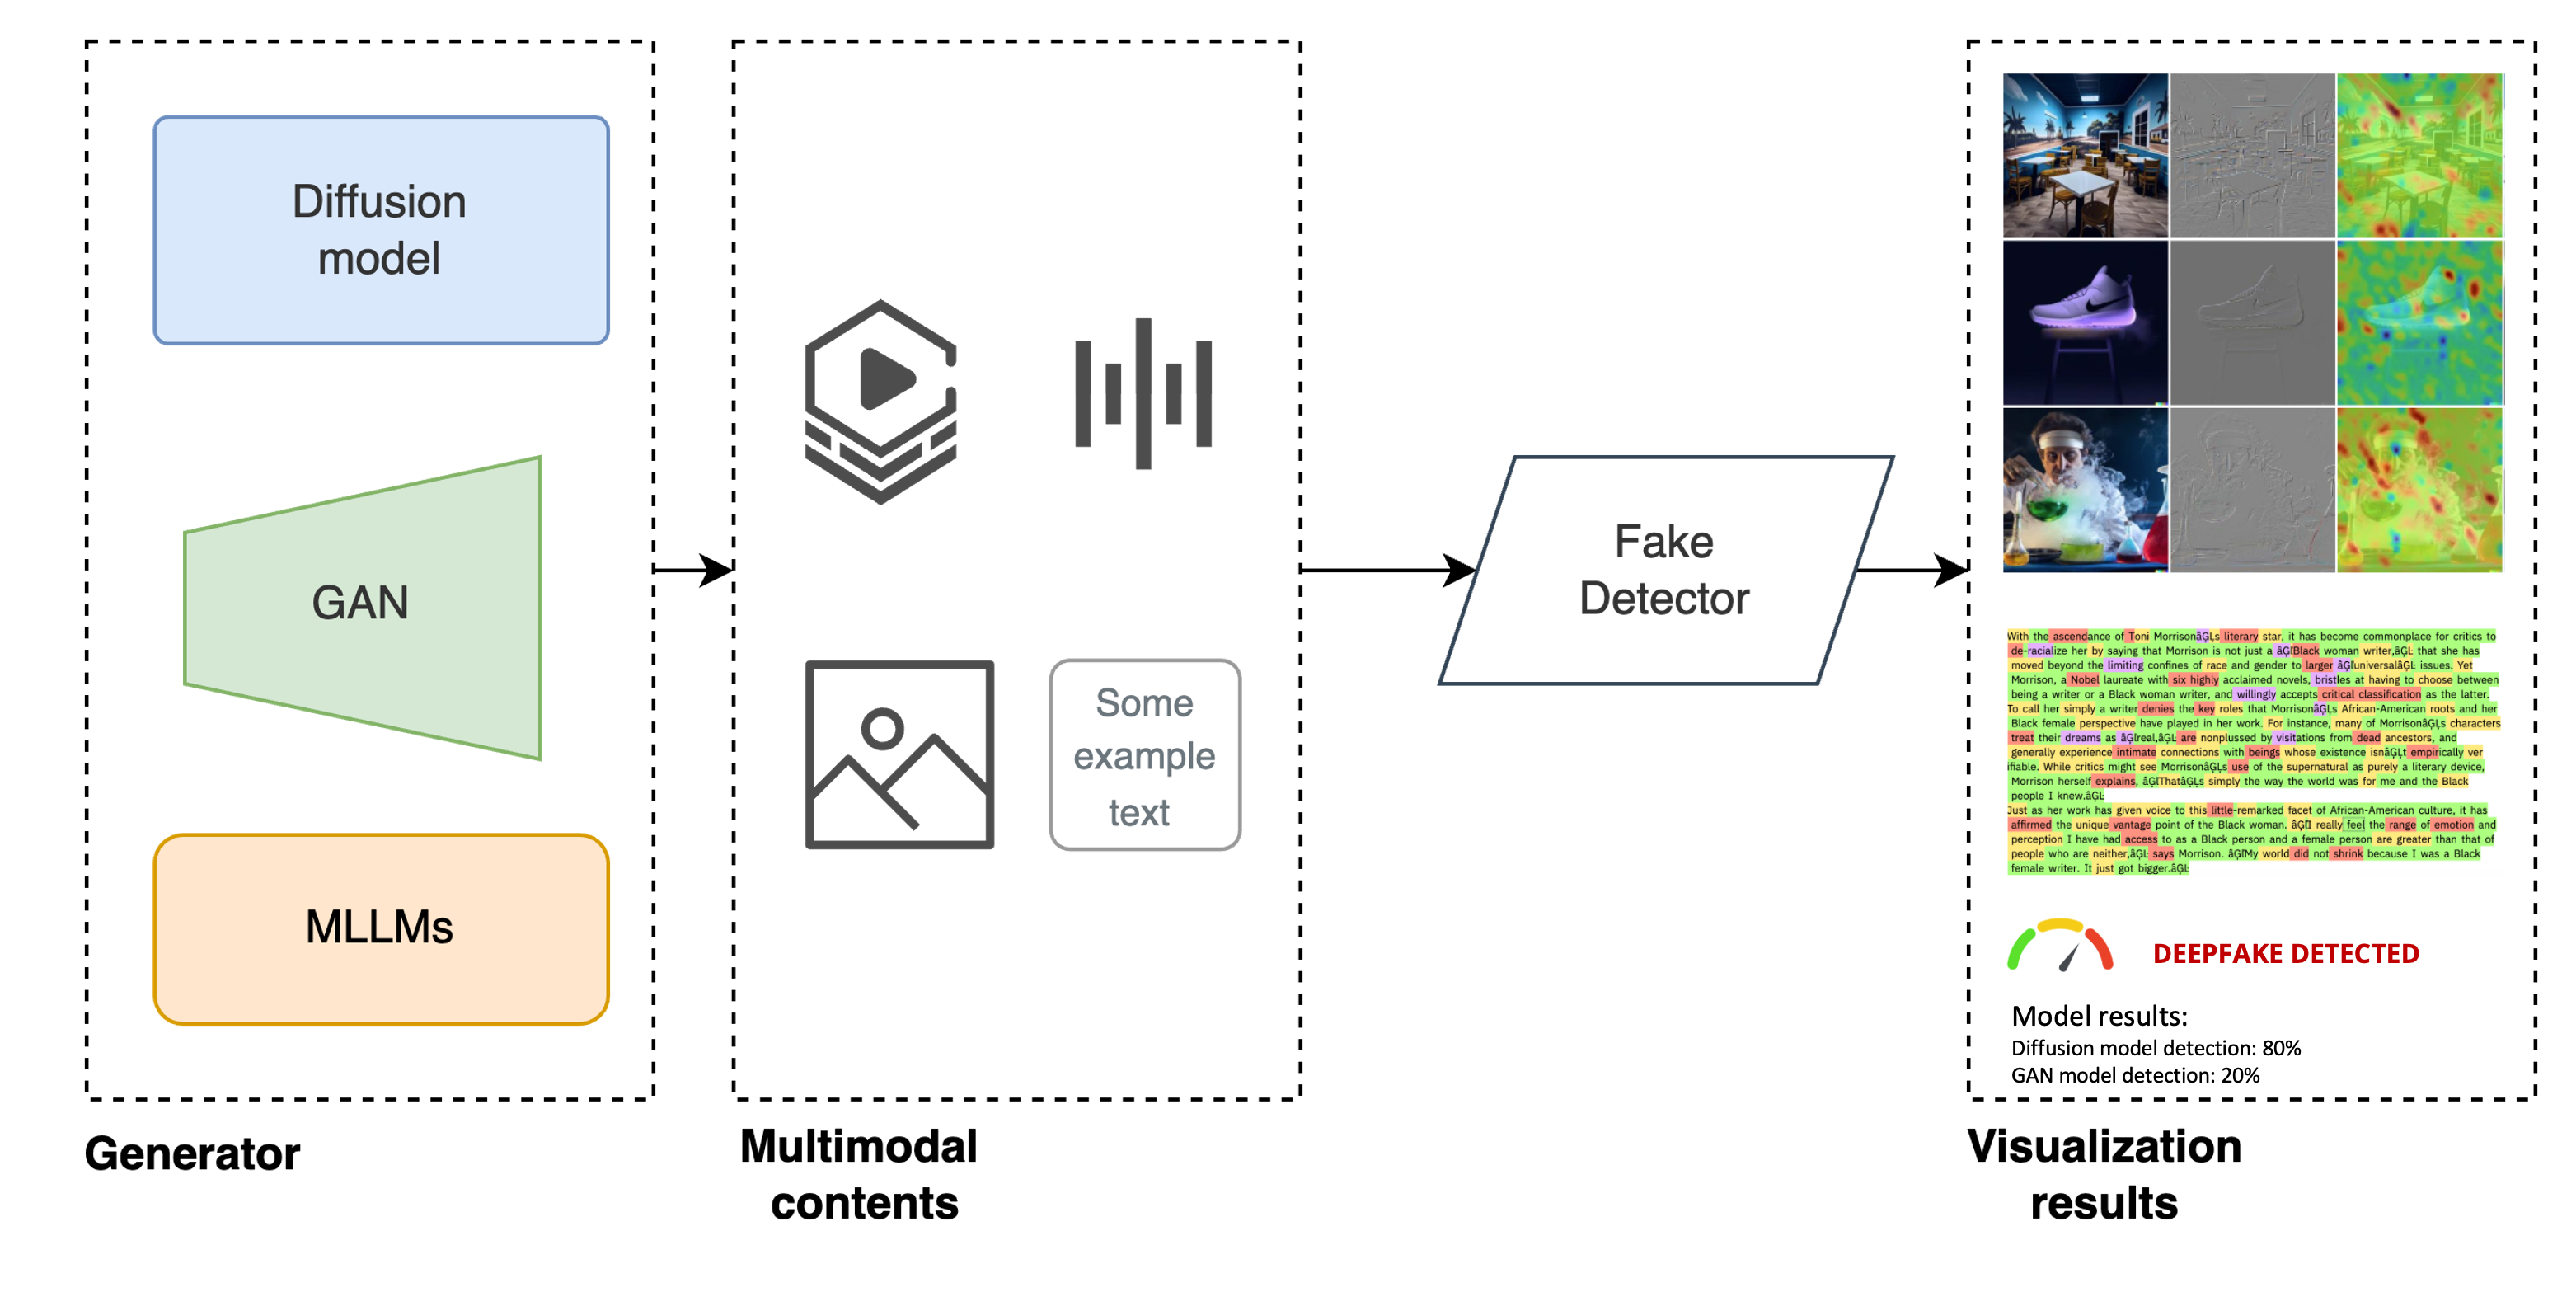 Diffusion
model
GAN
MLLMs
Generator
Some
example
text
Multimodal
contents
Fake
Detector
With the ascendance of Toni MorrisonâĢĻs literary star, it has become commonplace for critics to
de-racialize her by saying that Morrison is not just a âĢľBlack woman writer,âĢĿ that she has
moved beyond the limiting confines of race and gender to larger âĢľuniversalâĢĿ issues. Yet
Morrison, a Nobel laureate with six highly acclaimed novels, bristles at having to choose between
being a writer or a Black woman writer, and willingly accepts critical classification as the latter.
To call her simply a writer denies the key roles that MorrisonâĢĻs African-American roots and her
Black female perspective have played in her work. For instance, many of MorrisonâĢĻs characters
treat their dreams as âĢľreal,âĢĿ are nonplussed by visitations from dead ancestors, and
generally experience intimate connections with beings whose existence isnâĢĻt empirically ver
ifiable. While critics might see MorrisonâĢĻs use of the supernatural as purely a literary device,
Morrison herself explains, âĢľThatâĢĻs simply the way the world was for me and the Black
people I knew.âĢĿ
Just as her work has given voice to this little-remarked facet of African-American culture, it has
affirmed the unique vantage point of the Black woman. âĢľI really feel the range of emotion and
perception I have had access to as a Black person and a female person are greater than that of
people who are neither,âĢĿ says Morrison. âĢľMy world did not shrink because I was a Black
female writer. It just got bigger.âĢĿ
DEEPFAKE DETECTED
Model results:
Diffusion model detection: 80%
GAN model detection: 20%
Visualization
results